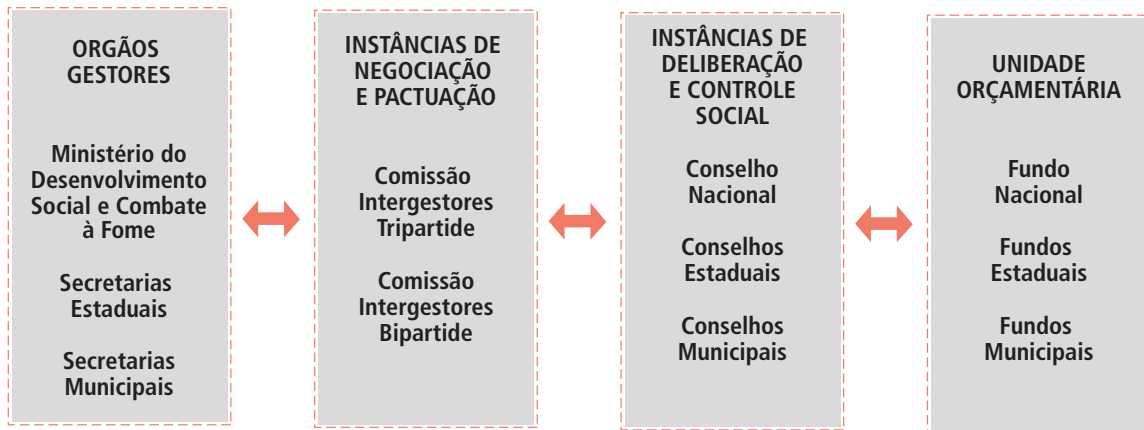 ORGÃOS
GESTORES
Ministério do
Desenvolvimento
Social e Combate
à Fome
Secretarias
Estaduais
Secretarias
Municipais
INSTÂNCIAS DE
NEGOCIAÇÃO
E PACTUAÇÃO
Comissão
Intergestores
Tripartide
Comissão
Intergestores
Bipartide
INSTÂNCIAS DE
DELIBERAÇÃO
E CONTROLE
SOCIAL
Conselho
Nacional
Conselhos
Estaduais
Conselhos
Municipais
UNIDADE
ORÇAMENTÁRIA
Fundo
Nacional
Fundos
Estaduais
Fundos
Municipais